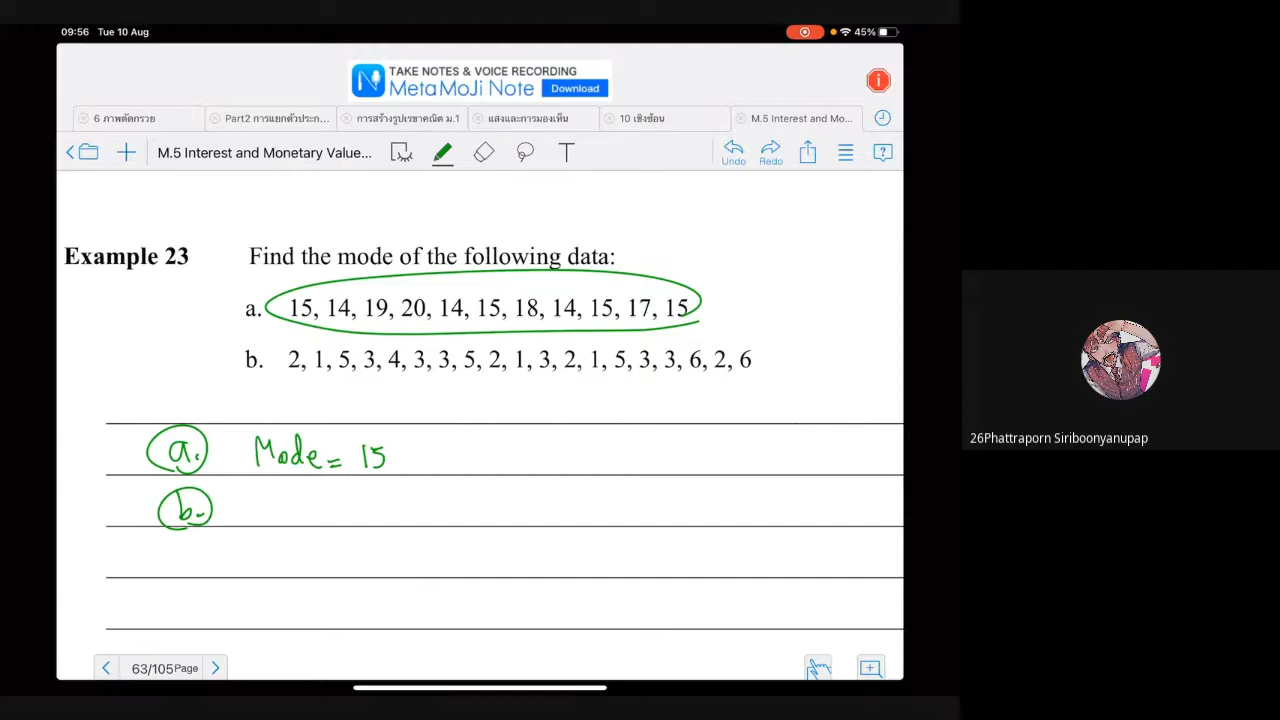 09:56 Tue 10 Aug
45%
TAKE NOTES & VOICE RECORDING
MetaMoJi Note Download
6 ภาพตัดกรวย
Part2 การแยกตัวประก...
การสร้างรูปเรขาคณิต ม.1
แสงและการมองเห็น
10 เชิงซ้อน
M.5 Interest and Mo...
M.5 Interest and Monetary Value...
T
Undo
Redo
Example 23 Find the mode of the following data:
a. 15, 14, 19, 20, 14, 15, 18, 14, 15, 17, 15
b. 2, 1, 5, 3, 4, 3, 3, 5, 2, 1, 3, 2, 1, 5, 3, 3, 6, 2, 6
a. Mode = 15
b.
63/105Page
26Phattraporn Siriboonyanupap